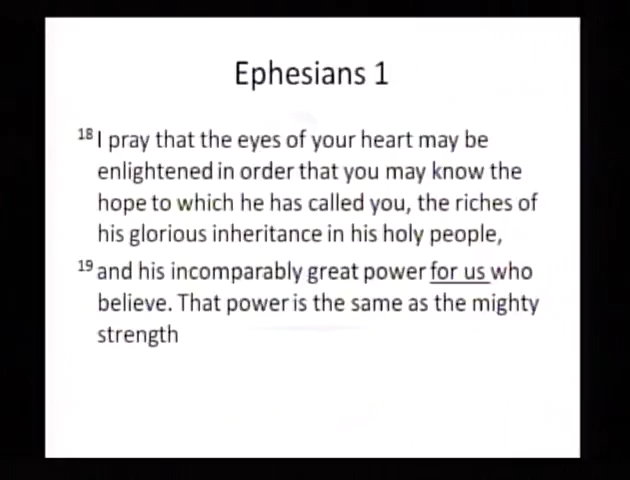 Ephesians 1
18 I pray that the eyes of your heart may be
enlightened in order that you may know the
hope to which he has called you, the riches of
his glorious inheritance in his holy people,
19 and his incomparably great power for us who
believe. That power is the same as the mighty
strength